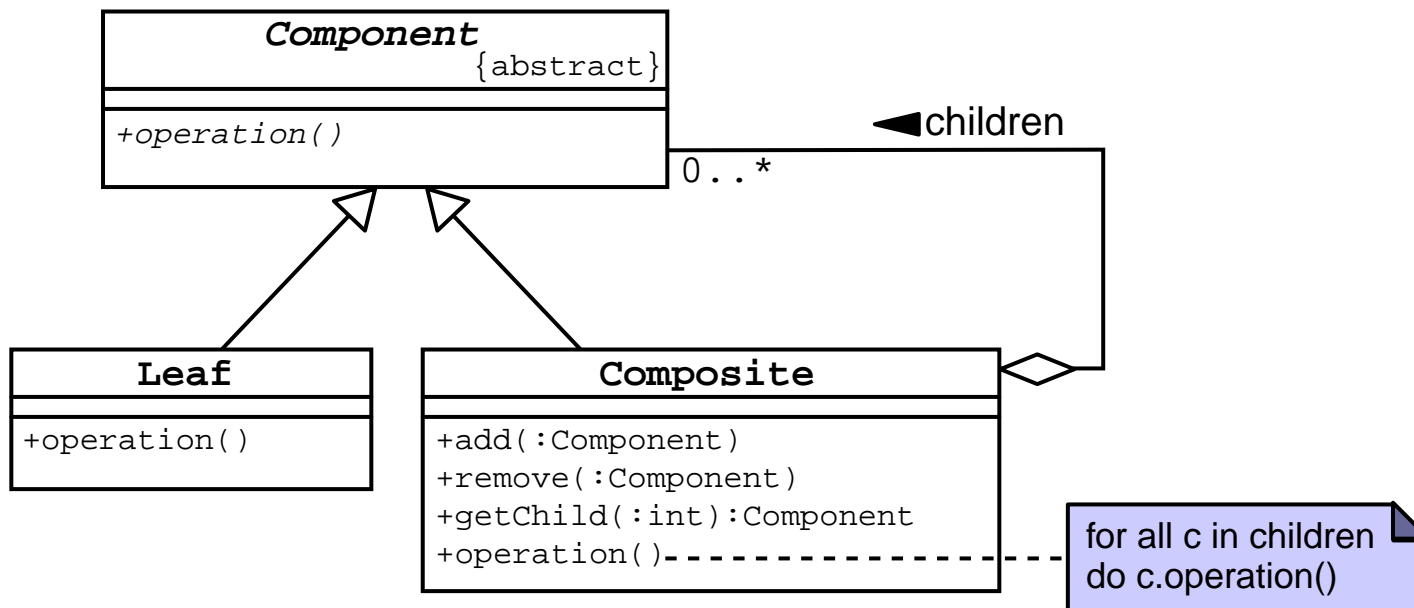 Component
{abstract}
+operation()
children
0..*
Leaf
+operation()
Composite
+add(:Component)
+remove(:Component)
+getChild(:int):Component
+operation()
for all c in children
do c.operation()